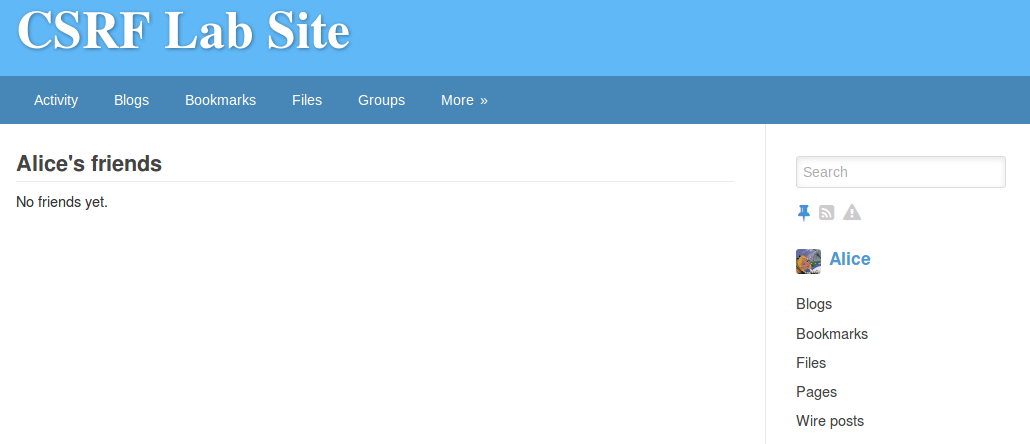 CSRF Lab Site
Activity Blogs Bookmarks Files Groups More »
Alice's friends
No friends yet.
Search
Alice
Blogs
Bookmarks
Files
Pages
Wire posts